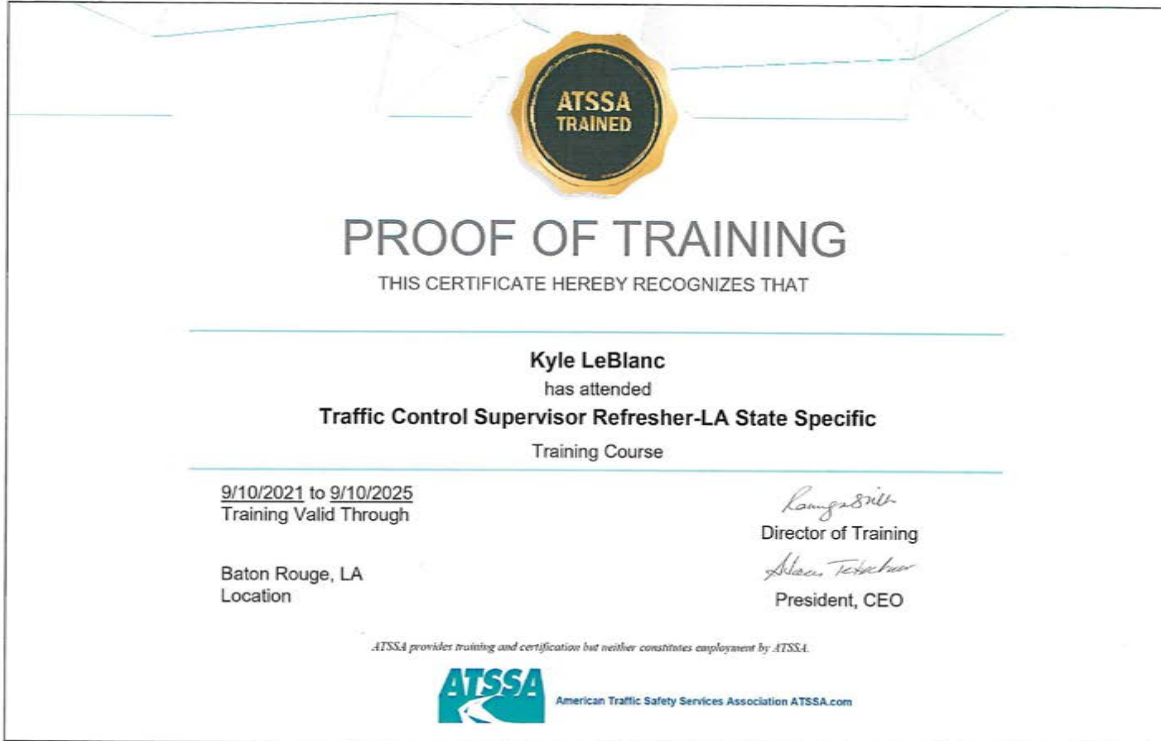 ATSSA
TRAINED
PROOF OF TRAINING
THIS CERTIFICATE HEREBY RECOGNIZES THAT
Kyle LeBlanc
has attended
Traffic Control Supervisor Refresher-LA State Specific
Training Course
9/10/2021 to 9/10/2025
Training Valid Through
Director of Training
Baton Rouge, LA
Location
President, CEO
ATSSA provides training and certification but neither constitutes employment by ATSSA.
ATSSA
American Traffic Safety Services Association ATSSA.com